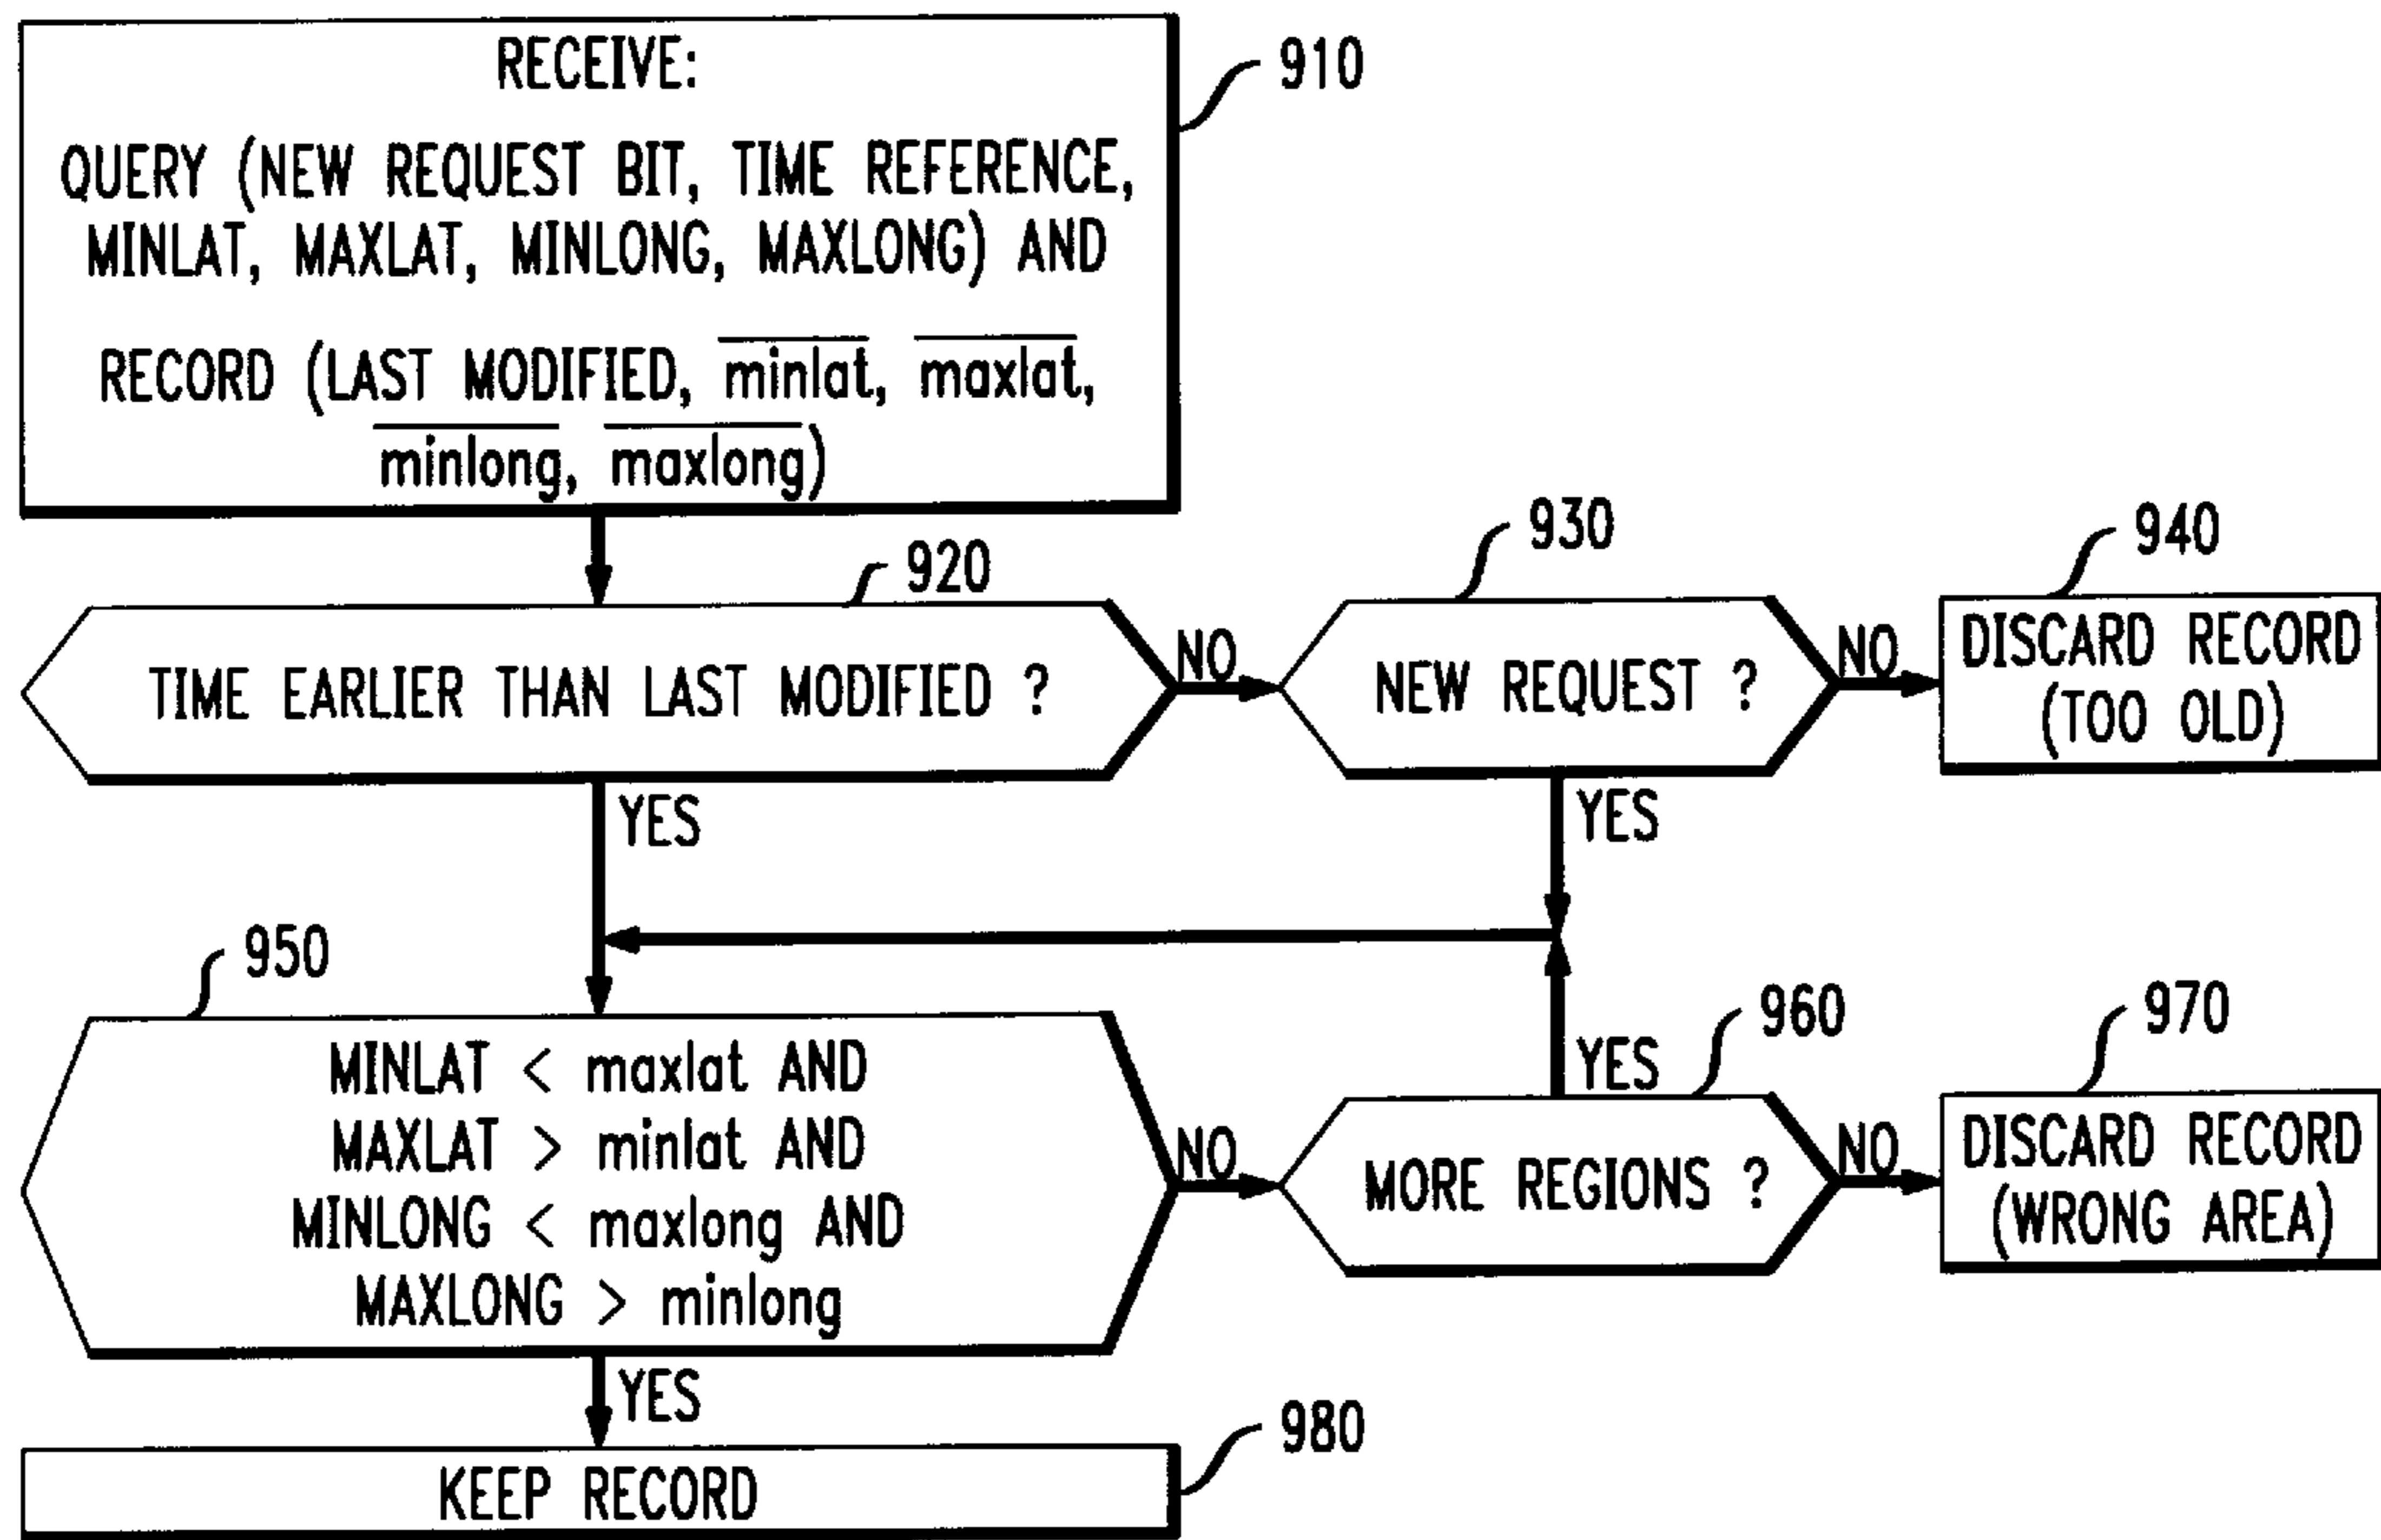 RECEIVE:
910
QUERY (NEW REQUEST BIT, TIME REFERENCE,
MINLAT, MAXLAT, MINLONG, MAXLONG) AND
RECORD (LAST MODIFIED, minlat, maxlat,
minlong, maxlong)
920
930
940
TIME EARLIER THAN LAST MODIFIED ?
NO
NEW REQUEST ?
NO
DISCARD RECORD
(TOO OLD)
YES
YES
950
960
970
MINLAT < maxlat AND
MAXLAT > minlat AND
MINLONG < maxlong AND
MAXLONG > minlong
NO
YES
MORE REGIONS ?
NO
DISCARD RECORD
(WRONG AREA)
YES
980
KEEP RECORD